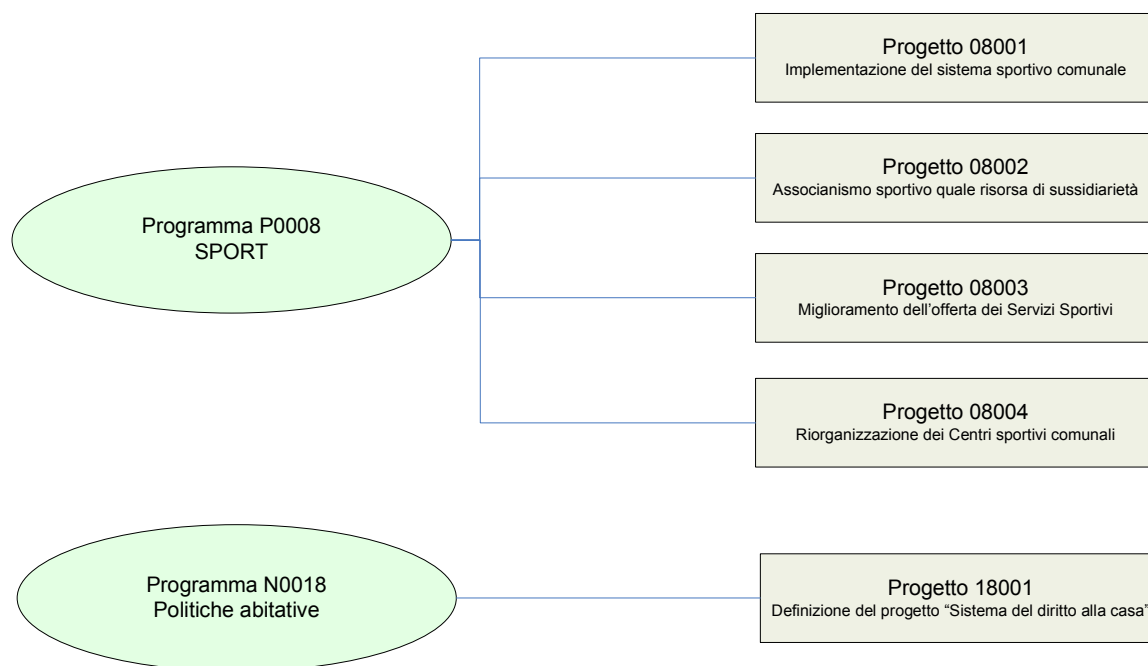 Progetto 08001
Implementazione del sistema sportivo comunale
Progetto 08002
Associanismo sportivo quale risorsa di sussidiarietà
Programma P0008
SPORT
Progetto 08003
Miglioramento dell’offerta dei Servizi Sportivi
Progetto 08004
Riorganizzazione dei Centri sportivi comunali
Programma N0018
Politiche abitative
Progetto 18001
Definizione del progetto “Sistema del diritto alla casa”